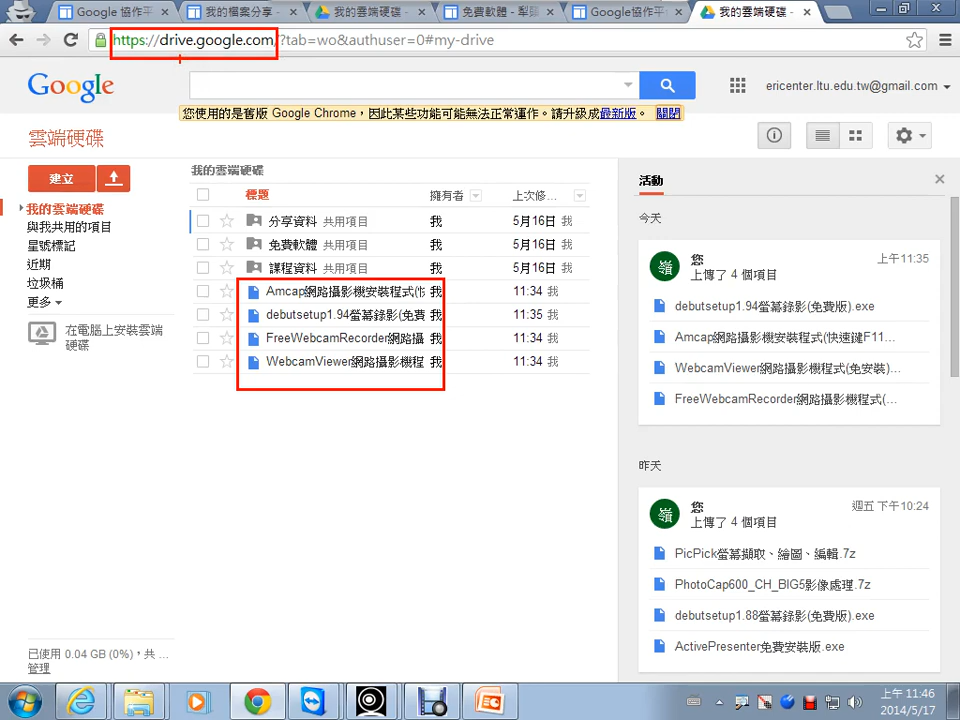 Google 協作平
我的檔案分享 -
我的雲端硬碟 -
免費軟體 - 犁頭
Google協作平
我的雲端硬碟 -
https://drive.google.com/?tab=wo&authuser=0#my-drive
Google
ericenter.ltu.edu.tw@gmail.com
您使用的是舊版 Google Chrome，因此某些功能可能無法正常運作。請升級成最新版。 關閉
雲端硬碟
建立
我的雲端硬碟
與我共用的項目
星號標記
近期
垃圾桶
更多
在電腦上安裝雲端
硬碟
已使用 0.04 GB (0%)，共 ...
管理
我的雲端硬碟
標題 擁有者 上次修...
分享資料 共用項目 我 5月16日 我
免費軟體 共用項目 我 5月16日 我
課程資料 共用項目 我 5月16日 我
Amcap網路攝影機安裝程式( 我 11:34 我
debutsetup1.94螢幕錄影(免費 我 11:35 我
FreeWebcamRecorder網路攝 我 11:34 我
WebcamViewer網路攝影機程 我 11:34 我
活動
今天
嶺
您 上午11:35
上傳了 4 個項目
debutsetup1.94螢幕錄影(免費版).exe
Amcap網路攝影機安裝程式(快速鍵F11...
WebcamViewer網路攝影機程式(免安裝)...
FreeWebcamRecorder網路攝影機程式(...
昨天
嶺
您 週五 下午10:24
上傳了 4 個項目
PicPick螢幕擷取、繪圖、編輯.7z
PhotoCap600_CH_BIG5影像處理.7z
debutsetup1.88螢幕錄影(免費版).exe
ActivePresenter免費安裝版.exe
上午 11:46
2014/5/17